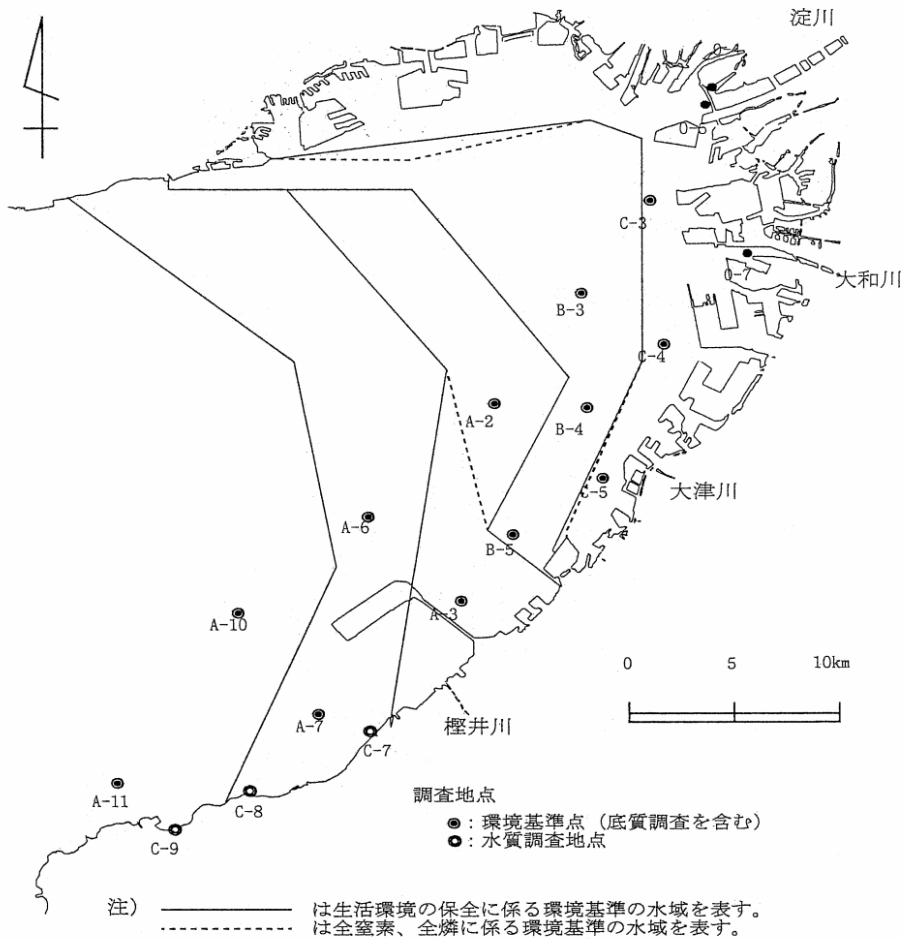 淀川
C-3
O-7
大和川
B-3
C-4
A-2
B-4
大津川
C-5
A-6
B-5
A-3
A-10
0 5 10km
A-7
樫井川
C-7
A-11
C-8
C-9
調査地点
：環境基準点（底質調査を含む）
：水質調査地点
注） は生活環境の保全に係る環境基準の水域を表す。
は全窒素、全燐に係る環境基準の水域を表す。